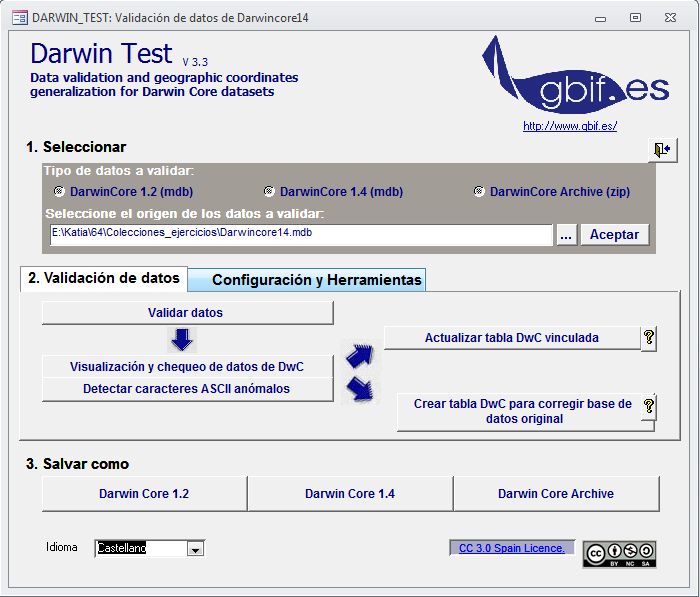 DARWIN_TEST: Validación de datos de Darwincore14
Darwin Test V 3.3
Data validation and geographic coordinates
generalization for Darwin Core datasets
gbif.es
http://www.gbif.es/
1. Seleccionar
Tipo de datos a validar:
DarwinCore 1.2 (mdb)
DarwinCore 1.4 (mdb)
DarwinCore Archive (zip)
Seleccione el origen de los datos a validar:
E:\Katia\64\Colecciones_ejercicios\Darwincore14.mdb
...
Aceptar
2. Validación de datos
Configuración y Herramientas
Validar datos
Visualización y chequeo de datos de DwC
Detectar caracteres ASCII anómalos
Actualizar tabla DwC vinculada
?
Crear tabla DwC para corregir base de
datos original
?
3. Salvar como
Darwin Core 1.2
Darwin Core 1.4
Darwin Core Archive
Idioma
Castellano
CC 3.0 Spain Licence.
cc
BY NC SA